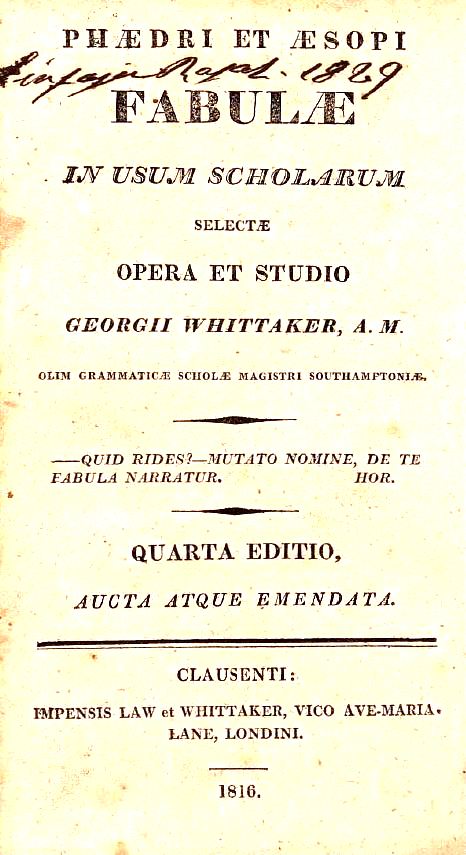 PHÆDRI ET ÆSOPI
1829
FABULÆ
IN USUM SCHOLARUM
SELECTÆ
OPERA ET STUDIO
GEORGII WHITTAKER, A. M.
OLIM GRAMMATICÆ SCHOLÆ MAGISTRI SOUTHAMPTONIÆ.
——QUID RIDES?—MUTATO NOMINE, DE TE
FABULA NARRATUR. HOR.
QUARTA EDITIO,
AUCTA ATQUE EMENDATA.
CLAUSENTI:
IMPENSIS LAW et WHITTAKER, VICO AVE-MARIA-
LANE, LONDINI.
1816.